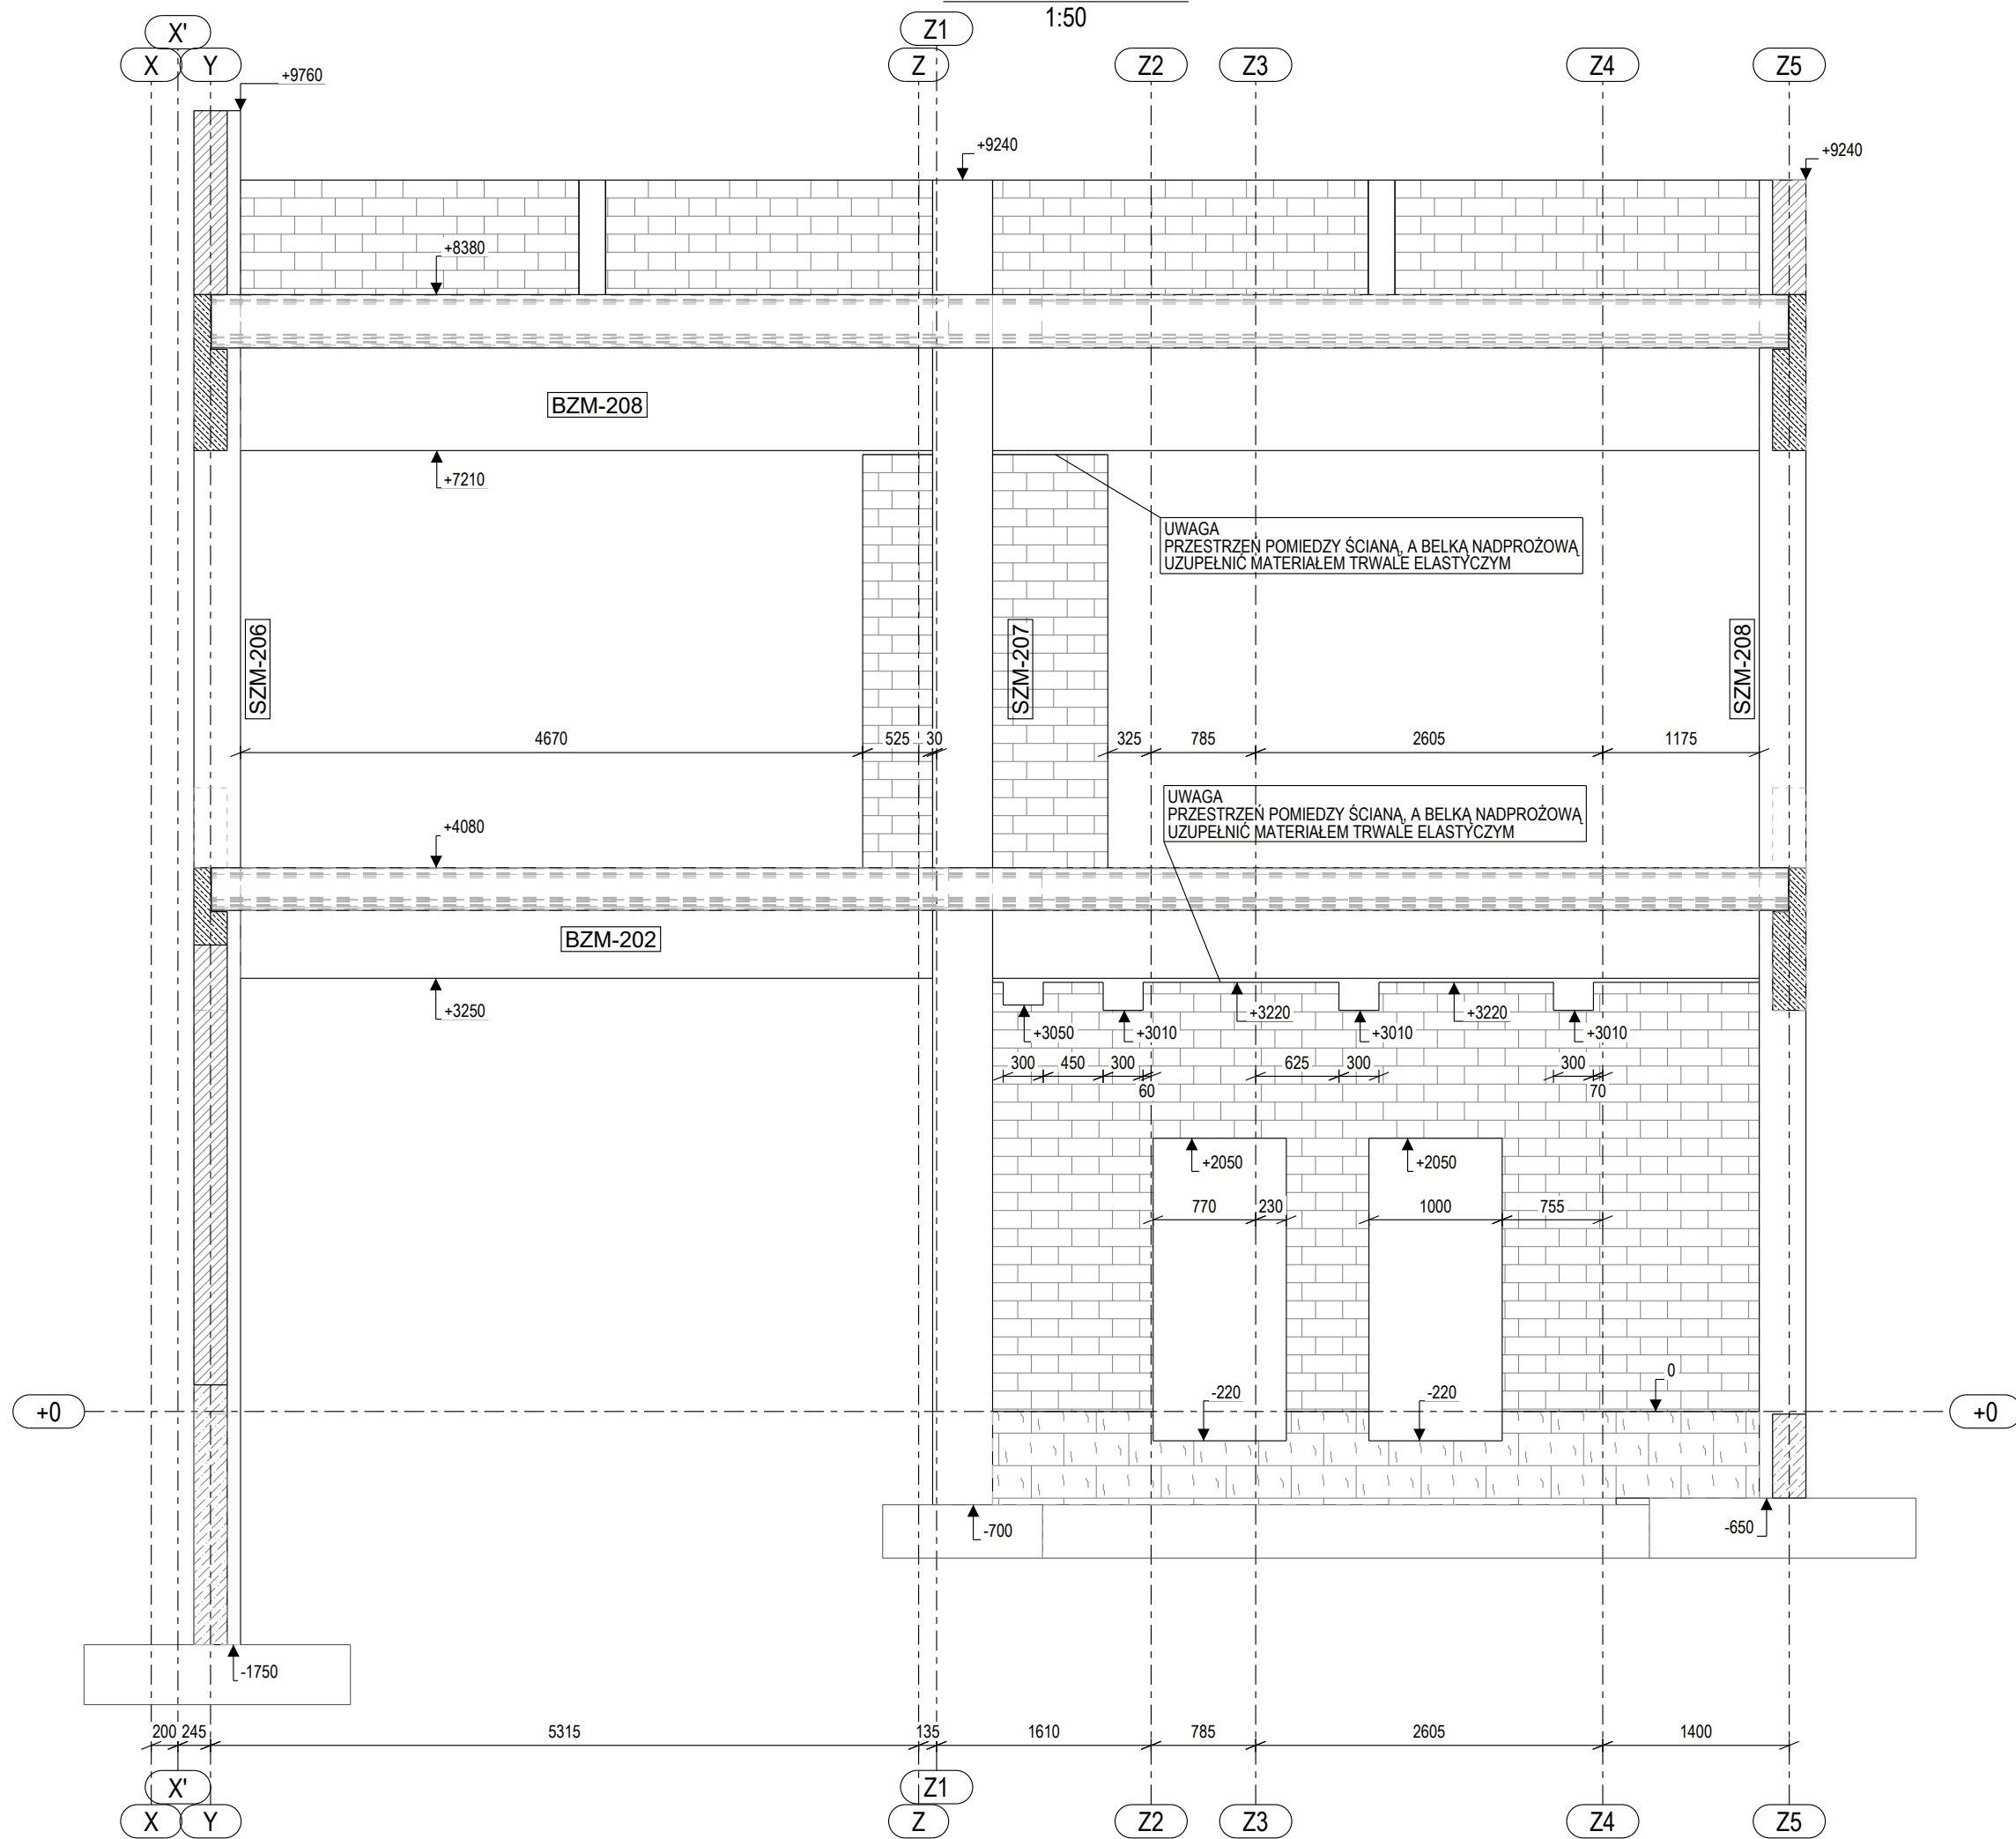 1:50
X'
Z1
X
Y
Z
Z2
Z3
Z4
Z5
+9760
+9240
+9240
+8380
BZM-208
+7210
UWAGA
PRZESTRZEŃ POMIEDZY ŚCIANĄ, A BELKĄ NADPROŻOWĄ
UZUPEŁNIĆ MATERIAŁEM TRWALE ELASTYCZYM
SZM-206
SZM-207
SZM-208
4670
525
30
325
785
2605
1175
UWAGA
PRZESTRZEŃ POMIEDZY ŚCIANĄ, A BELKĄ NADPROŻOWĄ
UZUPEŁNIĆ MATERIAŁEM TRWALE ELASTYCZYM
+4080
BZM-202
+3250
+3050
+3010
+3220
+3010
+3220
+3010
300
450
300
60
625
300
300
70
+2050
+2050
770
230
1000
755
-220
-220
0
+0
+0
-700
-650
-1750
200
245
5315
135
1610
785
2605
1400
X'
Z1
X
Y
Z
Z2
Z3
Z4
Z5